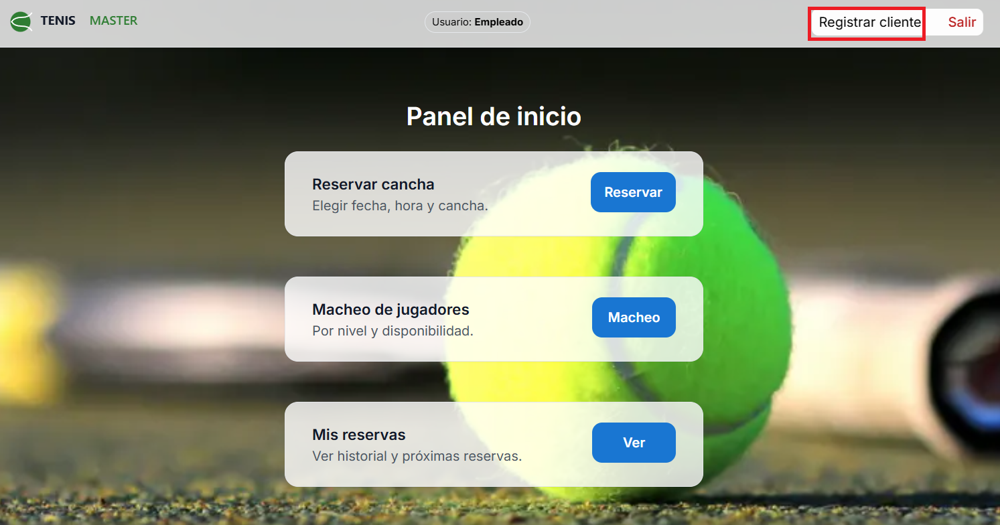 TENIS MASTER
Usuario: Empleado
Registrar cliente
Salir
Panel de inicio
Reservar cancha
Elegir fecha, hora y cancha.
Reservar
Macheo de jugadores
Por nivel y disponibilidad.
Macheo
Mis reservas
Ver historial y próximas reservas.
Ver